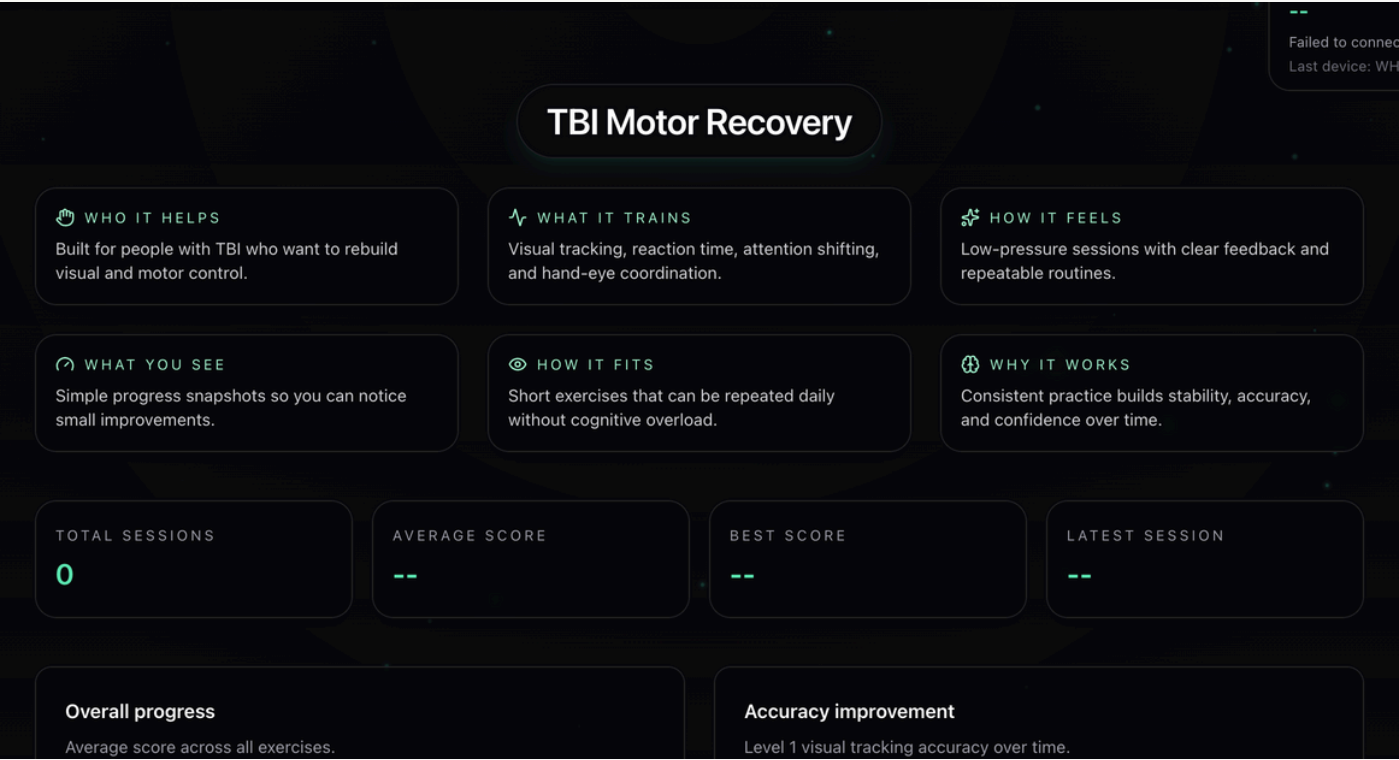 --
Failed to
Last device:
TBI Motor Recovery
WHO IT HELPS
Built for people with TBI who want to rebuild
visual and motor control.
WHAT IT TRAINS
Visual tracking, reaction time, attention shifting,
and hand-eye coordination.
HOW IT FEELS
Low-pressure sessions with clear feedback and
repeatable routines.
WHAT YOU SEE
Simple progress snapshots so you can notice
small improvements.
HOW IT FITS
Short exercises that can be repeated daily
without cognitive overload.
WHY IT WORKS
Consistent practice builds stability, accuracy,
and confidence over time.
TOTAL SESSIONS
0
AVERAGE SCORE
--
BEST SCORE
--
LATEST SESSION
--
Overall progress
Average score across all exercises.
Accuracy improvement
Level 1 visual tracking accuracy over time.